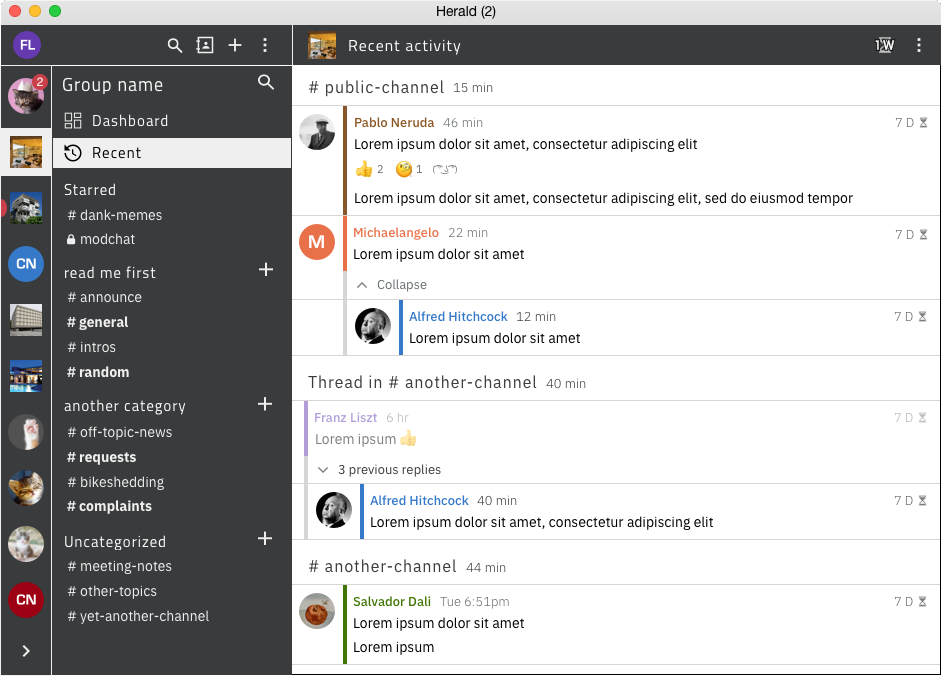 Herald (2)
FL
Recent activity
1W
2
Group name
Dashboard
Recent
Starred
# dank-memes
modchat
read me first
# announce
# general
# intros
# random
another category
# off-topic-news
# requests
# bikeshedding
# complaints
Uncategorized
# meeting-notes
# other-topics
# yet-another-channel
CN
CN
# public-channel 15 min
Pablo Neruda 46 min 7 D
Lorem ipsum dolor sit amet, consectetur adipiscing elit
👍 2 🧐 1
Lorem ipsum dolor sit amet, consectetur adipiscing elit, sed do eiusmod tempor
M
Michaelangelo 22 min 7 D
Lorem ipsum dolor sit amet
Collapse
Alfred Hitchcock 12 min 7 D
Lorem ipsum dolor sit amet
Thread in # another-channel 40 min
Franz Liszt 6 hr 7 D
Lorem ipsum 👍
3 previous replies
Alfred Hitchcock 40 min 7 D
Lorem ipsum dolor sit amet, consectetur adipiscing elit
# another-channel 44 min
Salvador Dali Tue 6:51pm 7 D
Lorem ipsum dolor sit amet
Lorem ipsum